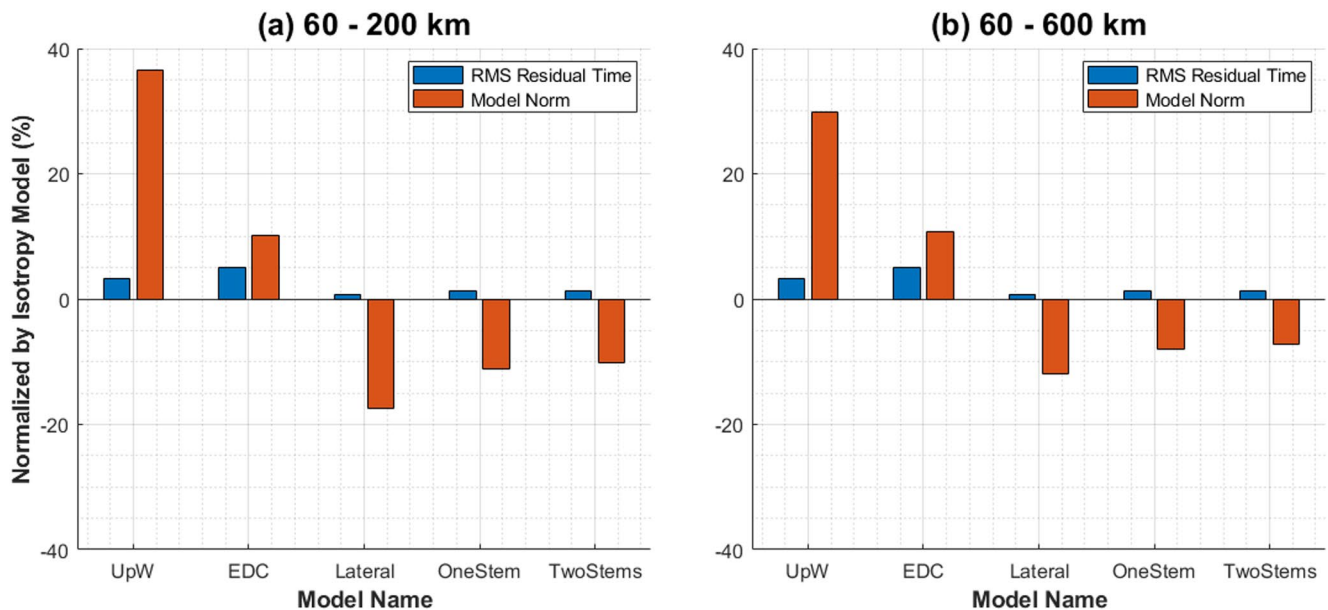 (a) 60 - 200 km
RMS Residual Time
Model Norm
Normalized by Isotropy Model (%)
40
20
0
-20
-40
UpW EDC Lateral OneStem TwoStems
Model Name
(b) 60 - 600 km
RMS Residual Time
Model Norm
40
20
0
-20
-40
UpW EDC Lateral OneStem TwoStems
Model Name